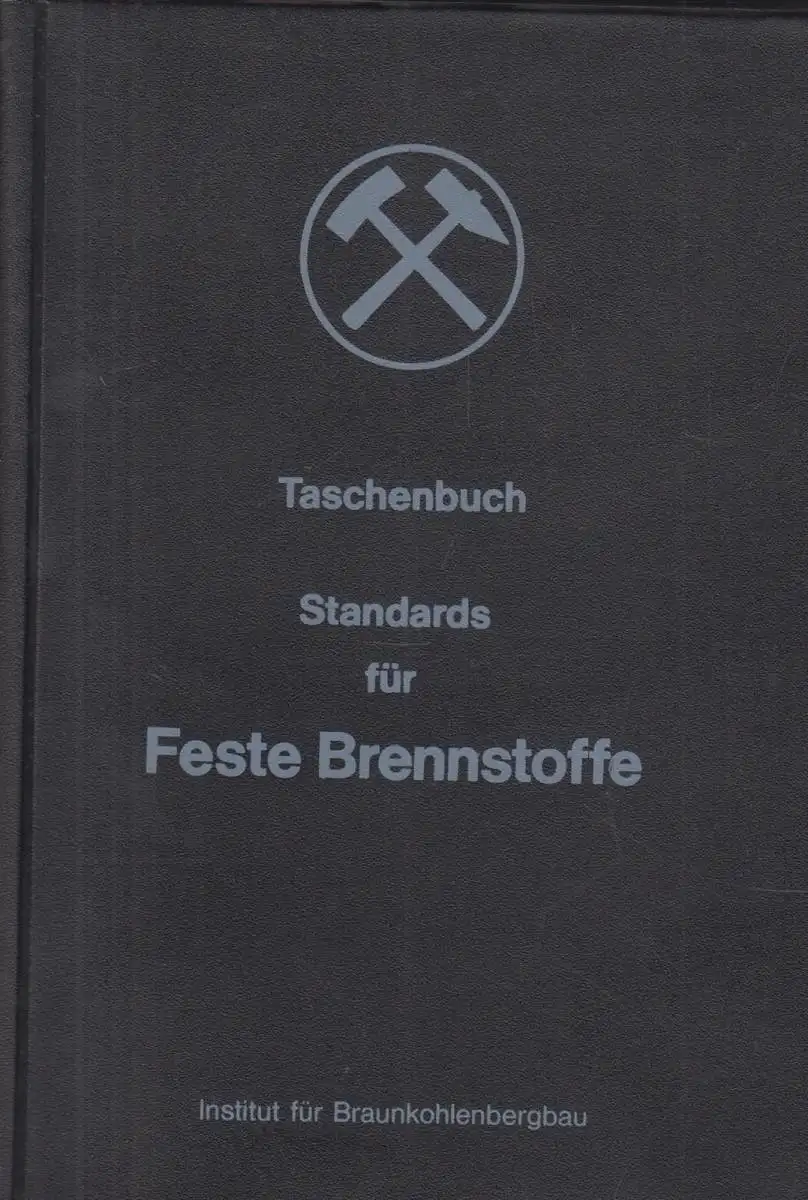 Taschenbuch
Standards
für
Feste Brennstoffe
Institut für Braunkohlenbergbau